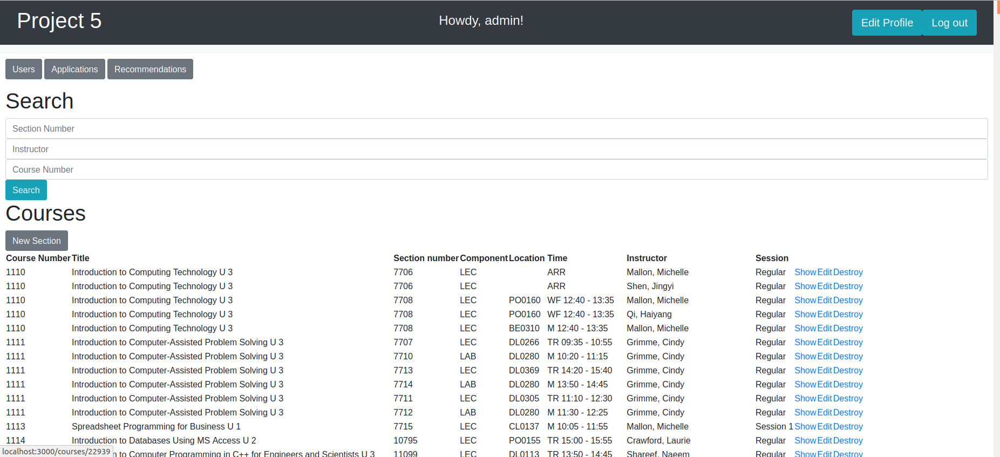 Project 5 Howdy, admin! Edit Profile Log out
Users Applications Recommendations
Search
Section Number
Instructor
Course Number
Search
Courses
New Section
Course Number Title Section number Component Location Time Instructor Session
1110 Introduction to Computing Technology U 3 7706 LEC ARR Mallon, Michelle Regular Show Edit Destroy
1110 Introduction to Computing Technology U 3 7706 LEC ARR Shen, Jingyi Regular Show Edit Destroy
1110 Introduction to Computing Technology U 3 7708 LEC PO0160 WF 12:40 - 13:35 Mallon, Michelle Regular Show Edit Destroy
1110 Introduction to Computing Technology U 3 7708 LEC PO0160 WF 12:40 - 13:35 Qi, Haiyang Regular Show Edit Destroy
1110 Introduction to Computing Technology U 3 7708 LEC BE0310 M 12:40 - 13:35 Mallon, Michelle Regular Show Edit Destroy
1111 Introduction to Computer-Assisted Problem Solving U 3 7707 LEC DL0266 TR 09:35 - 10:55 Grimme, Cindy Regular Show Edit Destroy
1111 Introduction to Computer-Assisted Problem Solving U 3 7710 LAB DL0280 M 10:20 - 11:15 Grimme, Cindy Regular Show Edit Destroy
1111 Introduction to Computer-Assisted Problem Solving U 3 7713 LEC DL0369 TR 14:20 - 15:40 Grimme, Cindy Regular Show Edit Destroy
1111 Introduction to Computer-Assisted Problem Solving U 3 7714 LAB DL0280 M 13:50 - 14:45 Grimme, Cindy Regular Show Edit Destroy
1111 Introduction to Computer-Assisted Problem Solving U 3 7711 LEC DL0305 TR 11:10 - 12:30 Grimme, Cindy Regular Show Edit Destroy
1111 Introduction to Computer-Assisted Problem Solving U 3 7712 LAB DL0280 M 11:30 - 12:25 Grimme, Cindy Regular Show Edit Destroy
1113 Spreadsheet Programming for Business U 1 7715 LEC CL0137 M 10:05 - 11:55 Mallon, Michelle Session 1 Show Edit Destroy
1114 Introduction to Databases Using MS Access U 2 10795 LEC PO0155 TR 15:00 - 15:55 Crawford, Laurie Regular Show Edit Destroy
localhost:3000/courses/22939 to Computer Programming in C++ for Engineers and Scientists U 3 11099 LEC DL0113 TR 13:50 - 14:45 Shareef, Naeem Regular Show Edit Destroy